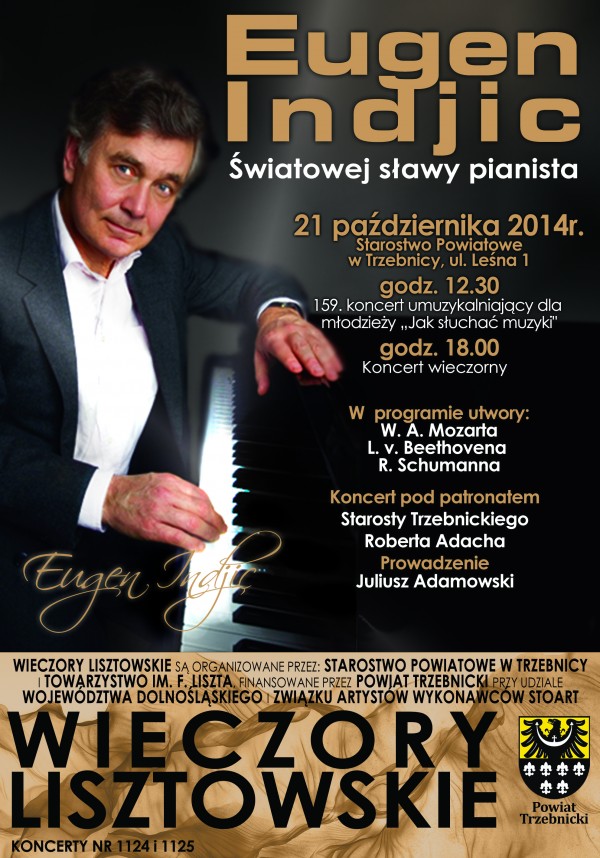 Eugen
Indjic
Światowej sławy pianista
21 października 2014r.
Starostwo Powiatowe
w Trzebnicy, ul. Leśna 1
godz. 12.30
159. koncert umuzykalniający dla
młodzieży „Jak słuchać muzyki"
godz. 18.00
Koncert wieczorny
W programie utwory:
W. A. Mozarta
L. v. Beethovena
R. Schumanna
Koncert pod patronatem
Starosty Trzebnickiego
Roberta Adacha
Prowadzenie
Juliusz Adamowski
Eugen Indjic
WIECZORY LISZTOWSKIE SĄ ORGANIZOWANE PRZEZ: STAROSTWO POWIATOWE W TRZEBNICY
I TOWARZYSTWO IM. F. LISZTA, FINANSOWANE PRZEZ: POWIAT TRZEBNICKI PRZY UDZIALE
WOJEWÓDZTWA DOLNOŚLĄSKIEGO I ZWIĄZKU ARTYSTÓW WYKONAWCÓW STOART
WIECZORY
LISZTOWSKIE
Powiat
Trzebnicki
KONCERTY NR 1124 i 1125